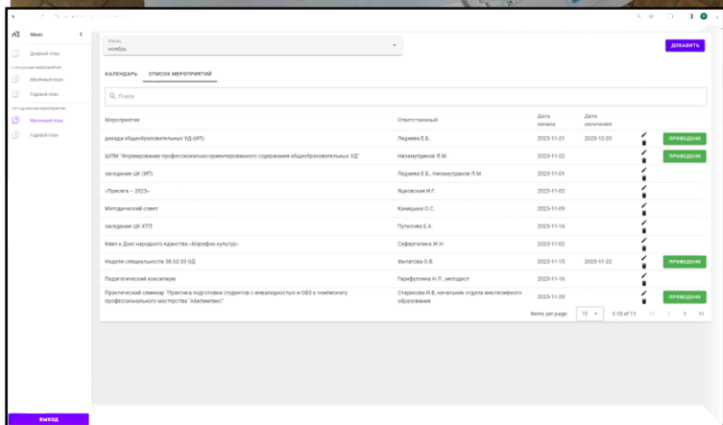 Меню
Дневной план
Месячный план
Годовой план
Месячный план
Годовой план
ВЫХОД
Месяц
ноябрь
ДОБАВИТЬ
КАЛЕНДАРЬ СПИСОК МЕРОПРИЯТИЙ
Поиск
Мероприятие Ответственный Дата начала Дата окончания
декада общеобразовательных УД (ИП) Леднева Е.Б. 2023-11-21 2023-12-20 ПРОВЕДЕНО
ШПМ "Формирование профессионально-ориентированного содержания общеобразовательных УД" Низамутдинов Л.М. 2023-11-22 ПРОВЕДЕНО
заседание ЦК (ИП) Леднева Е.Б., Низамутдинов Л.М. 2023-11-01
«Присяга – 2023» Яцковская И.Г. 2023-11-02
Методический совет Куницына О.С. 2023-11-09
заседание ЦК ХТП Путилова Е.А. 2023-11-16
Квиз к Дню народного единства «Марафон культур» Сафаргалина Ж.Н. 2023-11-02
Неделя специальности 38.02.03 ОД Филатова О.В. 2023-11-15 2023-11-22 ПРОВЕДЕНО
Педагогический консилиум Гарифуллина Н.Л., методист 2023-11-16
Практический семинар "Практика подготовки студентов с инвалидностью и ОВЗ к чемпионату Старикова И.В. начальник отдела инклюзивного 2023-11-29 ПРОВЕДЕНО
профессионального мастерства "Абилимпикс" образования
Items per page: 10 1-10 of 11